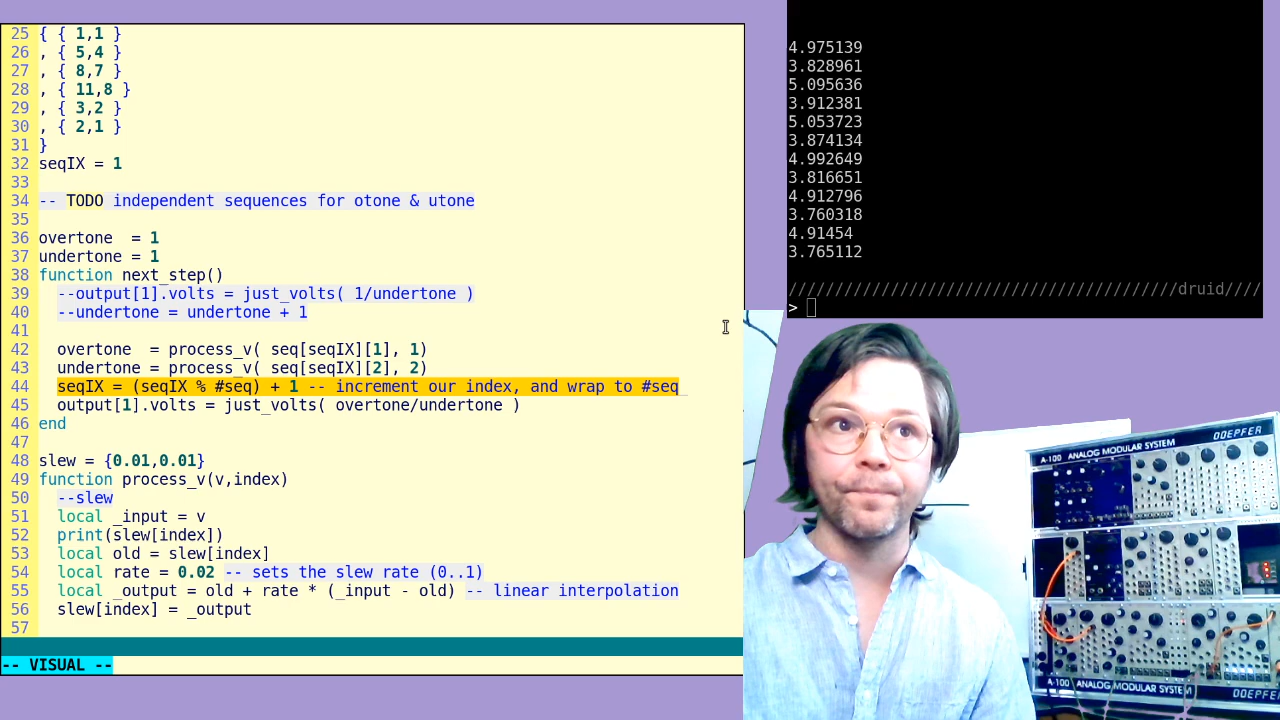 25 { { 1,1 }
26 , { 5,4 }
27 , { 8,7 }
28 , { 11,8 }
29 , { 3,2 }
30 , { 2,1 }
31 }
32 seqIX = 1
33
34 -- TODO independent sequences for otone & utone
35
36 overtone  = 1
37 undertone = 1
38 function next_step()
39   --output[1].volts = just_volts( 1/undertone )
40   --undertone = undertone + 1
41
42   overtone  = process_v( seq[seqIX][1], 1)
43   undertone = process_v( seq[seqIX][2], 2)
44   seqIX = (seqIX % #seq) + 1 -- increment our index, and wrap to #seq
45   output[1].volts = just_volts( overtone/undertone )
46 end
47
48 slew = {0.01,0.01}
49 function process_v(v,index)
50   --slew
51   local _input = v
52   print(slew[index])
53   local old = slew[index]
54   local rate = 0.02 -- sets the slew rate (0..1)
55   local _output = old + rate * (_input - old) -- linear interpolation
56   slew[index] = _output
57
-- VISUAL --
4.975139
3.828961
5.095636
3.912381
5.053723
3.874134
4.992649
3.816651
4.912796
3.760318
4.91454
3.765112
//////////////////////////////////////////druid////
>
A-100 ANALOG MODULAR SYSTEM DOEPFER
A-100 ANALOG MODULAR SYSTEM DOEPFER